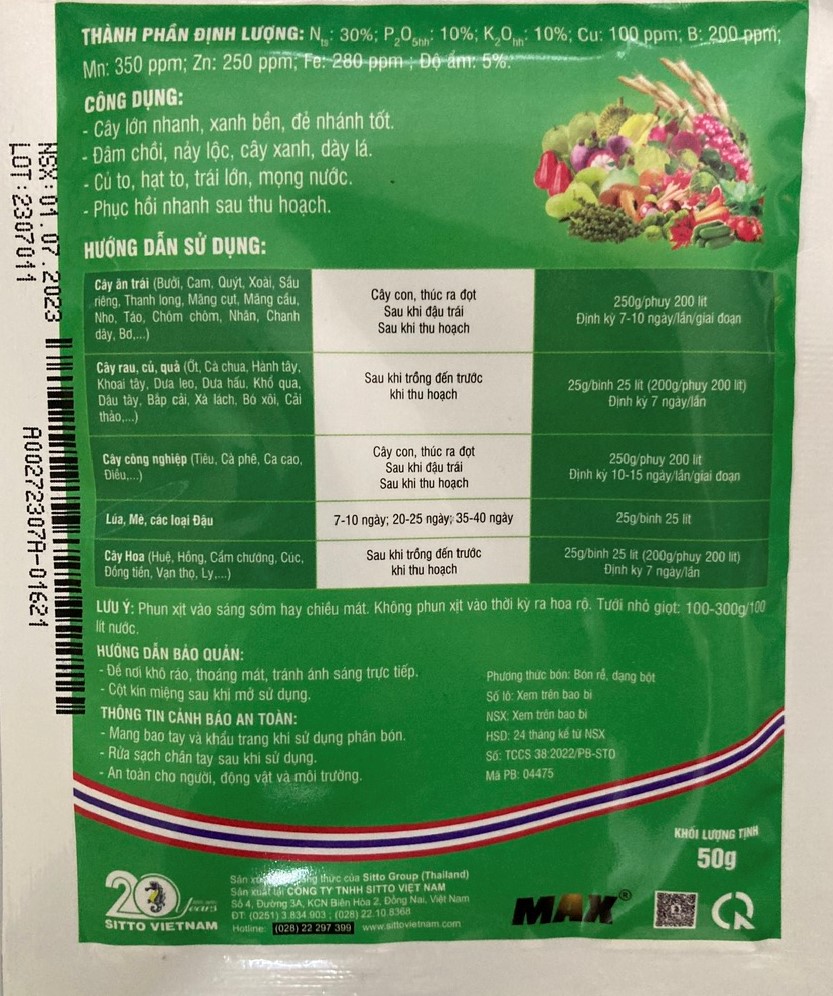 THÀNH PHẦN ĐỊNH LƯỢNG: Nts: 30%; P2O5hh: 10%; K2Ohh: 10%; Cu: 100 ppm; B: 200 ppm;
Mn: 350 ppm; Zn: 250 ppm; Fe: 280 ppm ; Độ ẩm: 5%.
CÔNG DỤNG:
- Cây lớn nhanh, xanh bền, đẻ nhánh tốt.
- Đâm chồi, nảy lộc, cây xanh, dày lá.
- Củ to, hạt to, trái lớn, mọng nước.
- Phục hồi nhanh sau thu hoạch.
HƯỚNG DẪN SỬ DỤNG:
Cây ăn trái (Bưởi, Cam, Quýt, Xoài, Sầu
riêng, Thanh long, Măng cụt, Mãng cầu,
Nho, Táo, Chôm chôm, Nhãn, Chanh
dây, Bơ,...)
Cây con, thúc ra đọt
Sau khi đậu trái
Sau khi thu hoạch
250g/phuy 200 lít
Định kỳ 7-10 ngày/lần/giai đoạn
Cây rau, củ, quả (Ớt, Cà chua, Hành tây,
Khoai tây, Dưa leo, Dưa hấu, Khổ qua,
Dâu tây, Bắp cải, Xà lách, Bó xôi, Cải
thảo,...)
Sau khi trồng đến trước
khi thu hoạch
25g/bình 25 lít (200g/phuy 200 lít)
Định kỳ 7 ngày/lần
Cây công nghiệp (Tiêu, Cà phê, Ca cao,
Điều,...)
Cây con, thúc ra đọt
Sau khi đậu trái
Sau khi thu hoạch
250g/phuy 200 lít
Định kỳ 10-15 ngày/lần/giai đoạn
Lúa, Mè, các loại Đậu
7-10 ngày; 20-25 ngày; 35-40 ngày
25g/bình 25 lít
Cây Hoa (Huệ, Hồng, Cẩm chướng, Cúc,
Đồng tiền, Vạn thọ, Ly,...)
Sau khi trồng đến trước
khi thu hoạch
25g/bình 25 lít (200g/phuy 200 lít)
Định kỳ 7 ngày/lần
LƯU Ý: Phun xịt vào sáng sớm hay chiều mát. Không phun xịt vào thời kỳ ra hoa rộ. Tưới nhỏ giọt: 100-300g/100
lít nước.
HƯỚNG DẪN BẢO QUẢN:
- Để nơi khô ráo, thoáng mát, tránh ánh sáng trực tiếp.
- Cột kín miệng sau khi mở sử dụng.
THÔNG TIN CẢNH BÁO AN TOÀN:
- Mang bao tay và khẩu trang khi sử dụng phân bón.
- Rửa sạch chân tay sau khi sử dụng.
- An toàn cho người, động vật và môi trường.
Phương thức bón: Bón rễ, dạng bột
Số lô: Xem trên bao bì
NSX: Xem trên bao bì
HSD: 24 tháng kể từ NSX
Số: TCCS 38:2022/PB-STO
Mã PB: 04475
KHỐI LƯỢNG TỊNH
50g
20 Years
SITTO VIETNAM
Sản thức của Sitto Group (Thailand)
Sản xuất tại CÔNG TY TNHH SITTO VIỆT NAM
Số 4, Đường 3A, KCN Biên Hòa 2, Đồng Nai, Việt Nam
ĐT: (0251) 3.834.903 ; (028) 22.10.8368
Hotline: (028) 22 297 399 www.sittovietnam.com
MAX®
NSX:01.07.2023
LOT:2307011
A00272307A-01621